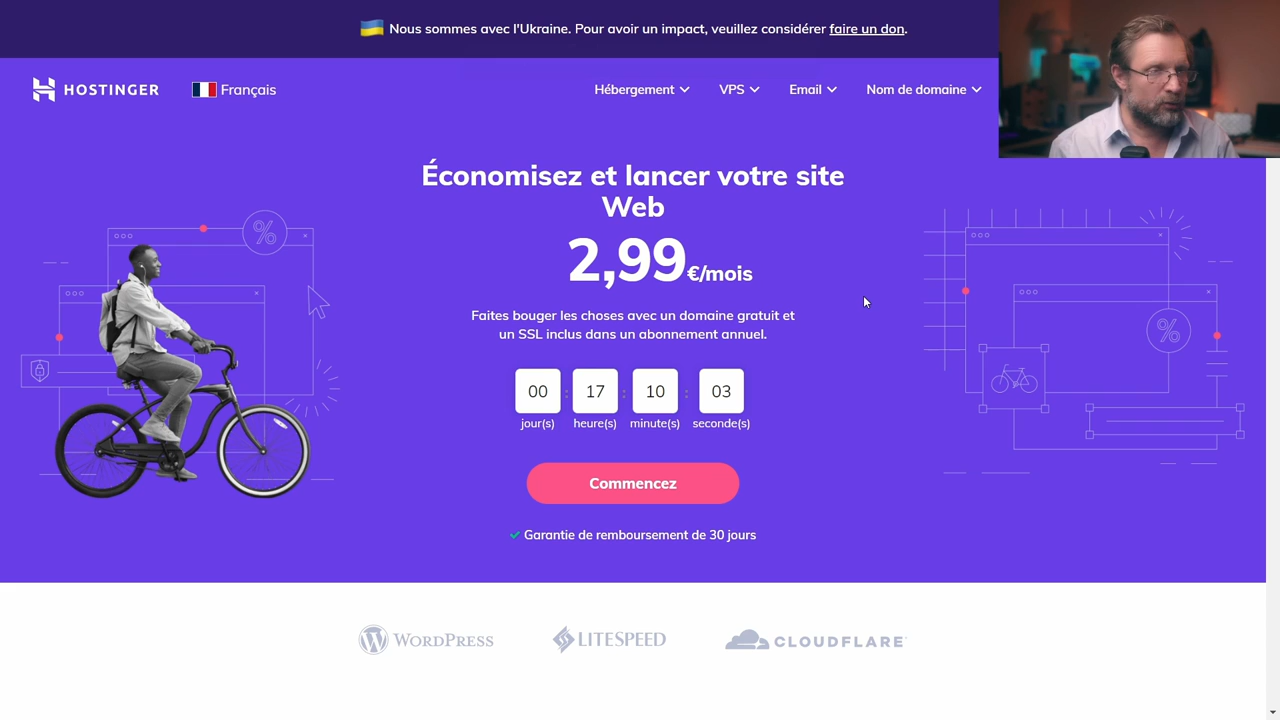 Nous sommes avec l'Ukraine. Pour avoir un impact, veuillez considérer faire un don.
HOSTINGER
Français
Hébergement
VPS
Email
Nom de domaine
Économisez et lancer votre site
Web
2,99€/mois
Faites bouger les choses avec un domaine gratuit et
un SSL inclus dans un abonnement annuel.
00 : 17 : 10 : 03
jour(s) heure(s) minute(s) seconde(s)
Commencez
Garantie de remboursement de 30 jours
%
%
WORDPRESS
LITESPEED
CLOUDFLARE